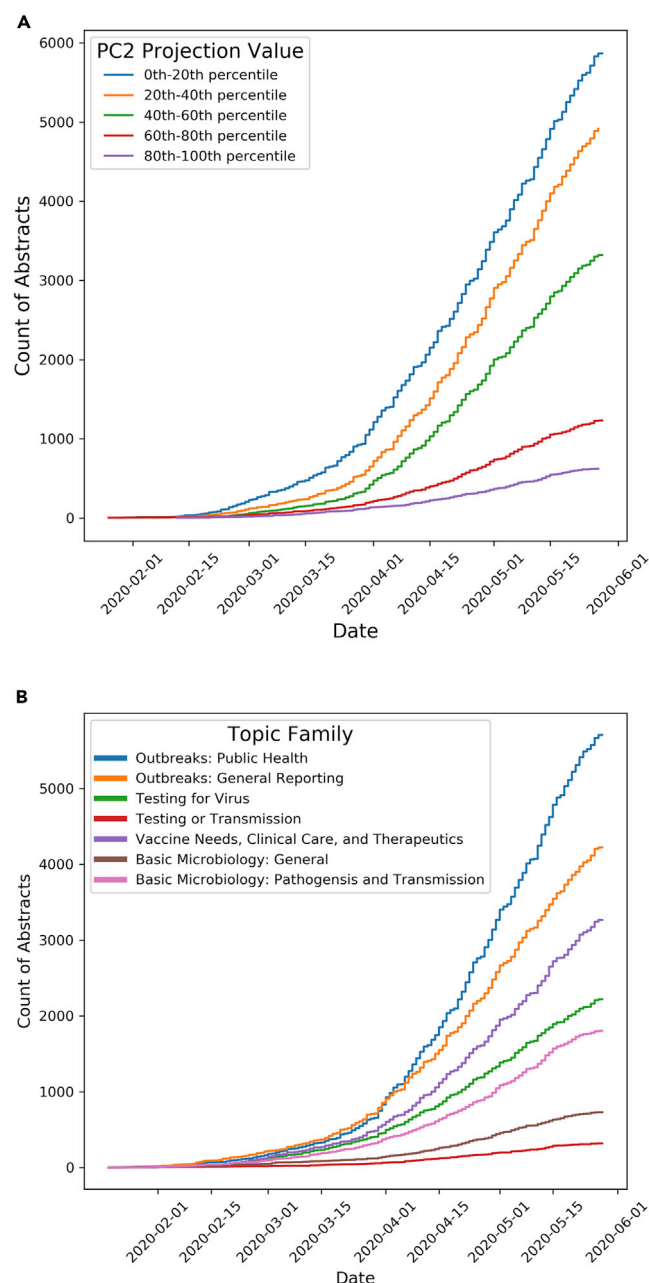 A
PC2 Projection Value
0th-20th percentile
20th-40th percentile
40th-60th percentile
60th-80th percentile
80th-100th percentile
Count of Abstracts
6000
5000
4000
3000
2000
1000
0
2020-02-01
2020-02-15
2020-03-01
2020-03-15
2020-04-01
2020-04-15
2020-05-01
2020-05-15
2020-06-01
Date
B
Topic Family
Outbreaks: Public Health
Outbreaks: General Reporting
Testing for Virus
Testing or Transmission
Vaccine Needs, Clinical Care, and Therapeutics
Basic Microbiology: General
Basic Microbiology: Pathogensis and Transmission
Count of Abstracts
5000
4000
3000
2000
1000
0
2020-02-01
2020-02-15
2020-03-01
2020-03-15
2020-04-01
2020-04-15
2020-05-01
2020-05-15
2020-06-01
Date